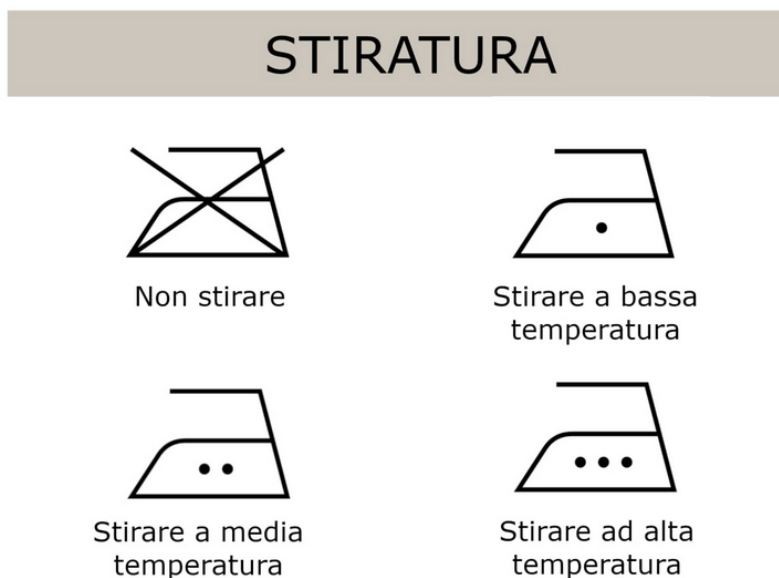 STIRATURA
Non stirare
Stirare a bassa
temperatura
Stirare a media
temperatura
Stirare ad alta
temperatura